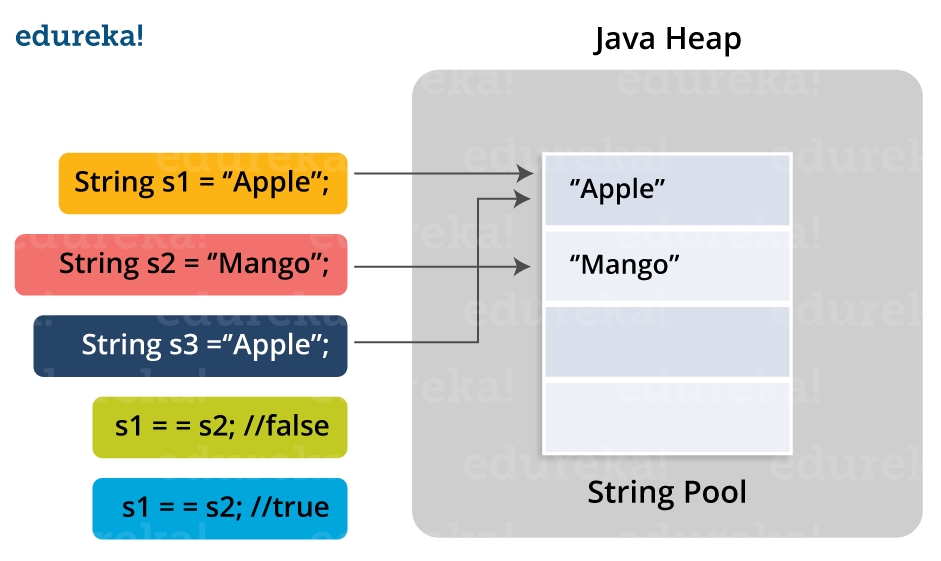 edureka!
Java Heap
String s1 = “Apple”;
String s2 = “Mango”;
String s3 =“Apple”;
s1 = = s2; //false
s1 = = s2; //true
“Apple”
“Mango”
String Pool